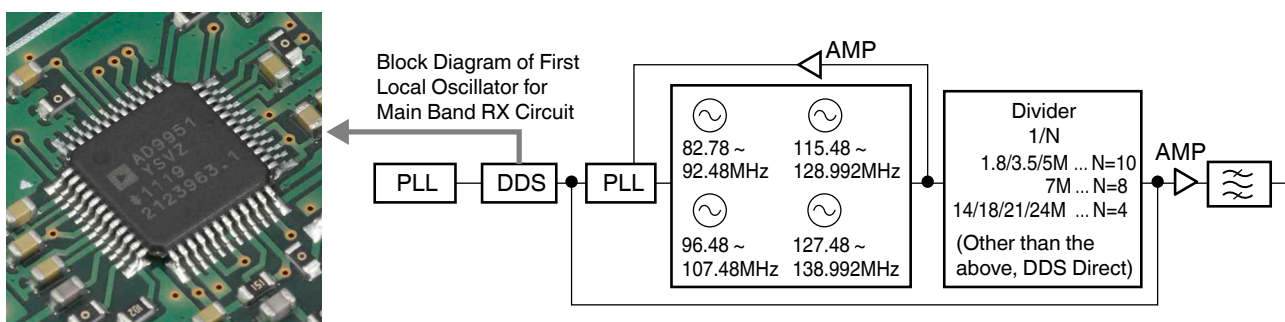 AD9951
YSVZ
#1119
2123963.1
151
102
Block Diagram of First
Local Oscillator for
Main Band RX Circuit
PLL
DDS
PLL
AMP
82.78 ~
92.48MHz
115.48 ~
128.992MHz
96.48 ~
107.48MHz
127.48 ~
138.992MHz
Divider
1/N
1.8/3.5/5M ... N=10
7M ... N=8
14/18/21/24M ... N=4
(Other than the
above, DDS Direct)
AMP